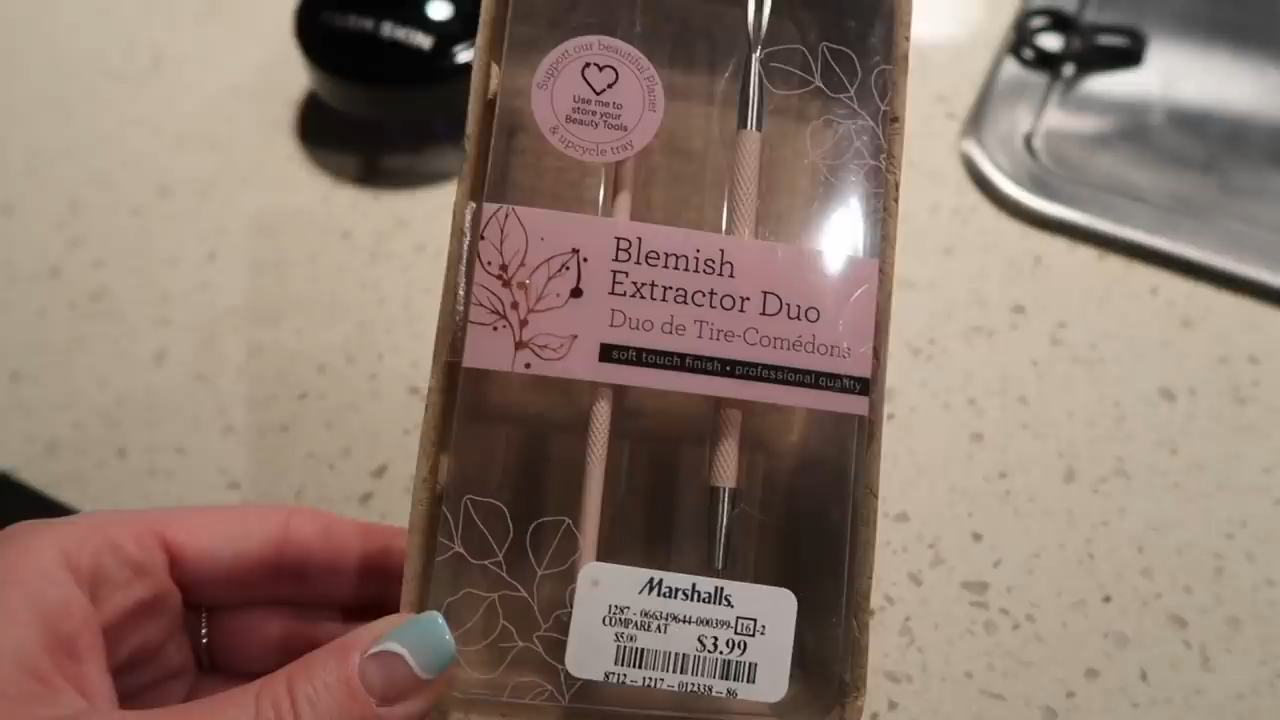 Support our beautiful planet
Use me to
store your
Beauty Tools
& upcycle tray
Blemish
Extractor Duo
Duo de Tire-Comédons
soft touch finish • professional quality
Marshalls.
1287 - 066349644-000399-16-2
COMPARE AT
$5.00
$3.99
8712 - 1217 - 012338 - 86